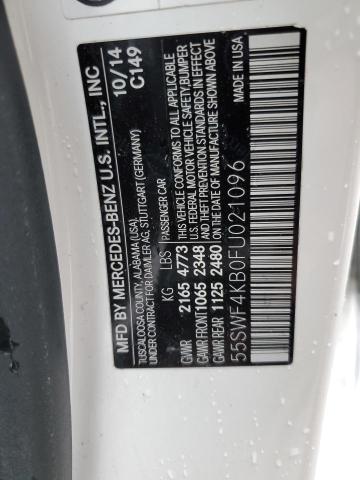 MFD BY MERCEDES-BENZ U.S. INTL., INC
TUSCALOOSA COUNTY, ALABAMA (USA)
UNDER CONTRACT FOR DAIMLER AG, STUTTGART (GERMANY)
10/14
C149
KG LBS PASSENGER CAR
GVWR 2165 4773 THIS VEHICLE CONFORMS TO ALL APPLICABLE
GAWR FRONT 1065 2348 U.S. FEDERAL MOTOR VEHICLE SAFETY,BUMPER
GAWR REAR 1125 2480 AND THEFT PREVENTION STANDARDS IN EFFECT
ON THE DATE OF MANUFACTURE SHOWN ABOVE
55SWF4KB0FU021096
MADE IN USA